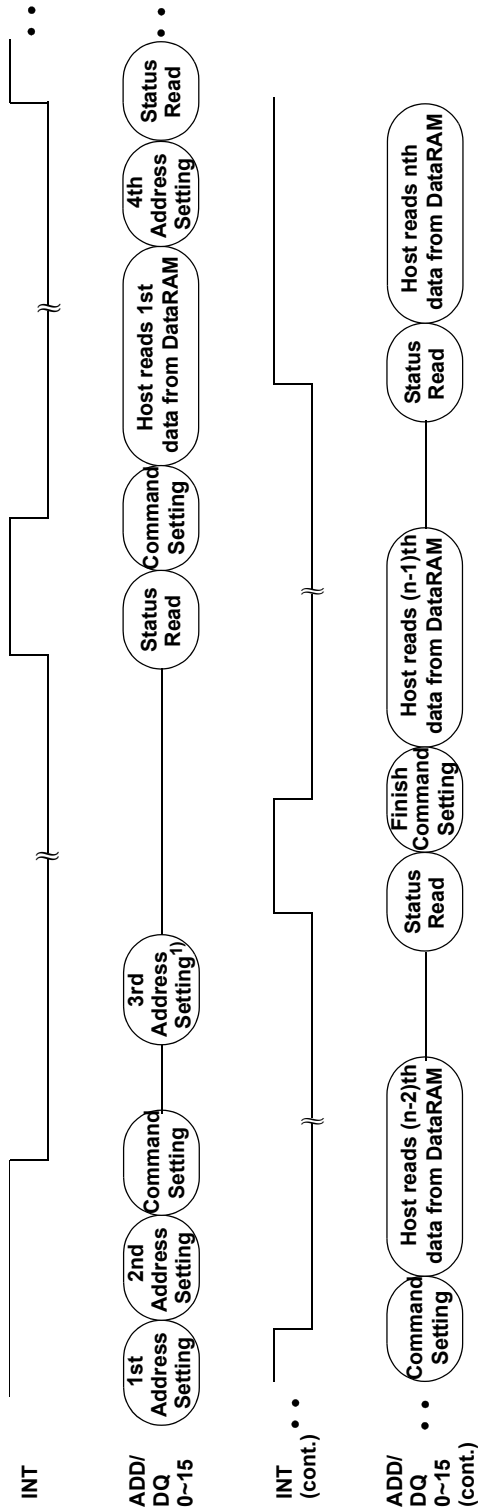 INT
ADD/
DQ
0~15
1st
Address
Setting
2nd
Address
Setting
Command
Setting
3rd
Address
Setting1)
Status
Read
Command
Setting
Host reads 1st
data from DataRAM
4th
Address
Setting
Status
Read
INT
(cont.)
ADD/
DQ
0~15
(cont.)
Command
Setting
Host reads (n-2)th
data from DataRAM
Status
Read
Finish
Command
Setting
Host reads (n-1)th
data from DataRAM
Status
Read
Host reads nth
data from DataRAM